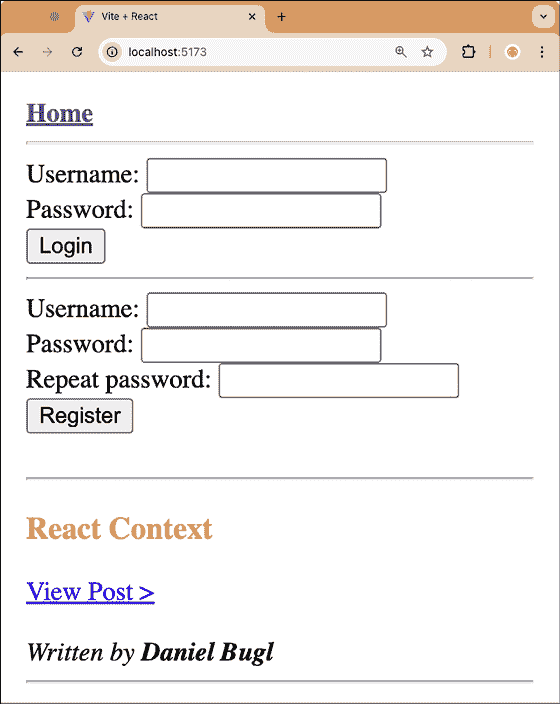 Vite + React
localhost:5173
Home
Username:
Password:
Login
Username:
Password:
Repeat password:
Register
React Context
View Post >
Written by Daniel Bugl